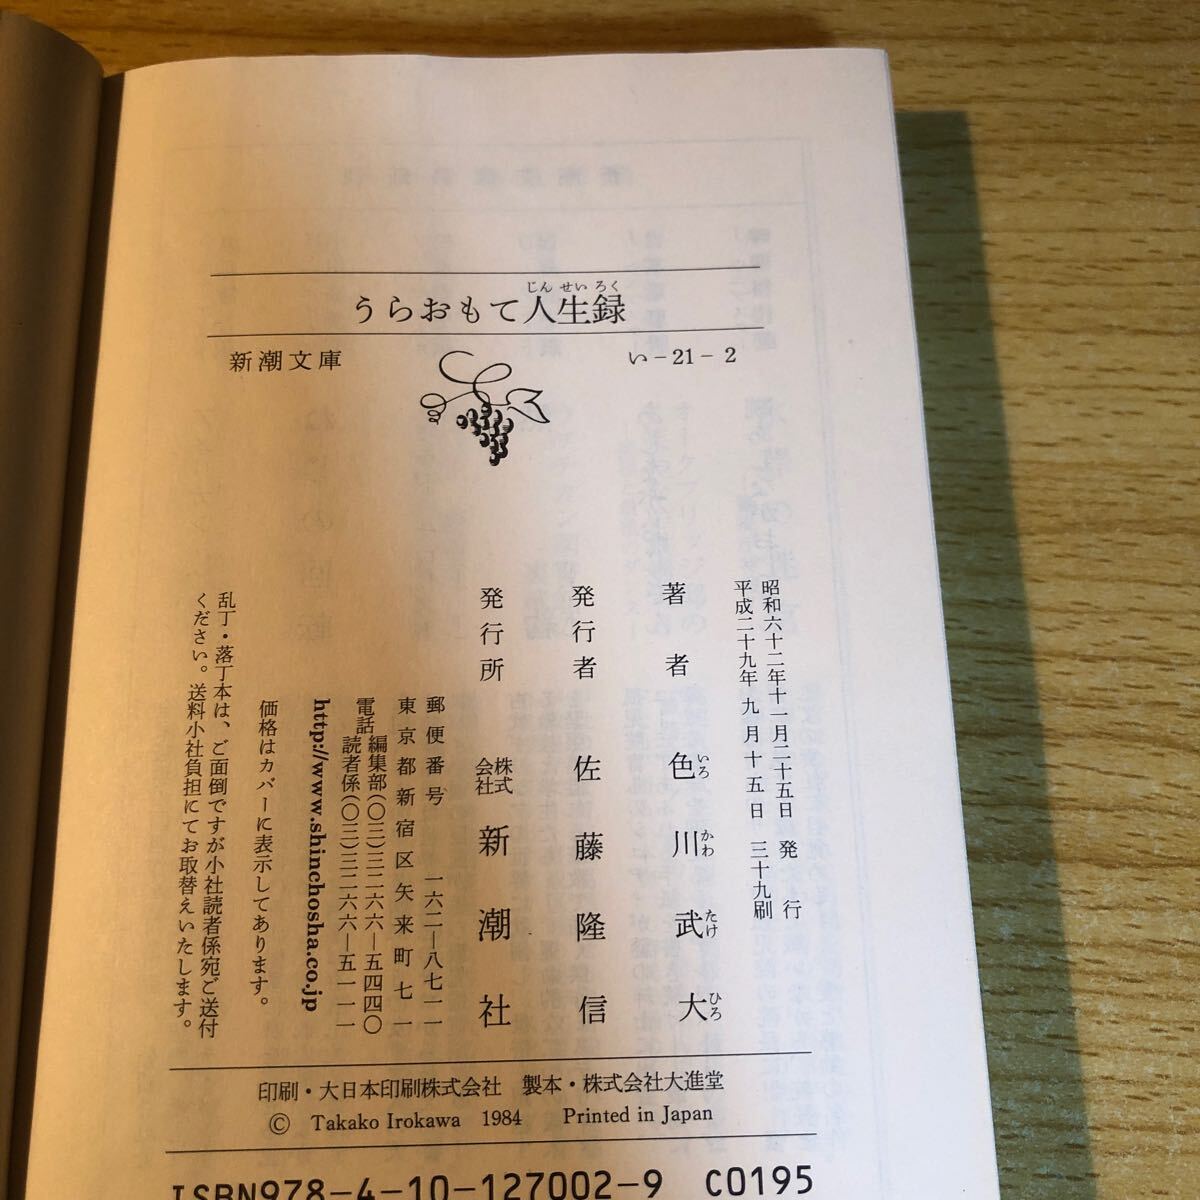 うらおもて人生録
じんせいろく
新潮文庫
い-21-2
昭和六十二年十一月二十五日 発行
平成二十九年九月十五日 三十九刷
著者 色川武大
いろ かわ たけ ひろ
発行者 佐藤隆信
発行所 株式会社 新潮社
郵便番号 一六二―八七一一
東京都新宿区矢来町七一
電話 編集部(〇三)三二六六―五四四〇
読者係(〇三)三二六六―五一一一
http://www.shinchosha.co.jp
価格はカバーに表示してあります。
乱丁・落丁本は、ご面倒ですが小社読者係宛ご送付
ください。送料小社負担にてお取替えいたします。
印刷・大日本印刷株式会社 製本・株式会社大進堂
© Takako Irokawa 1984 Printed in Japan
ISBN978-4-10-127002-9 C0195